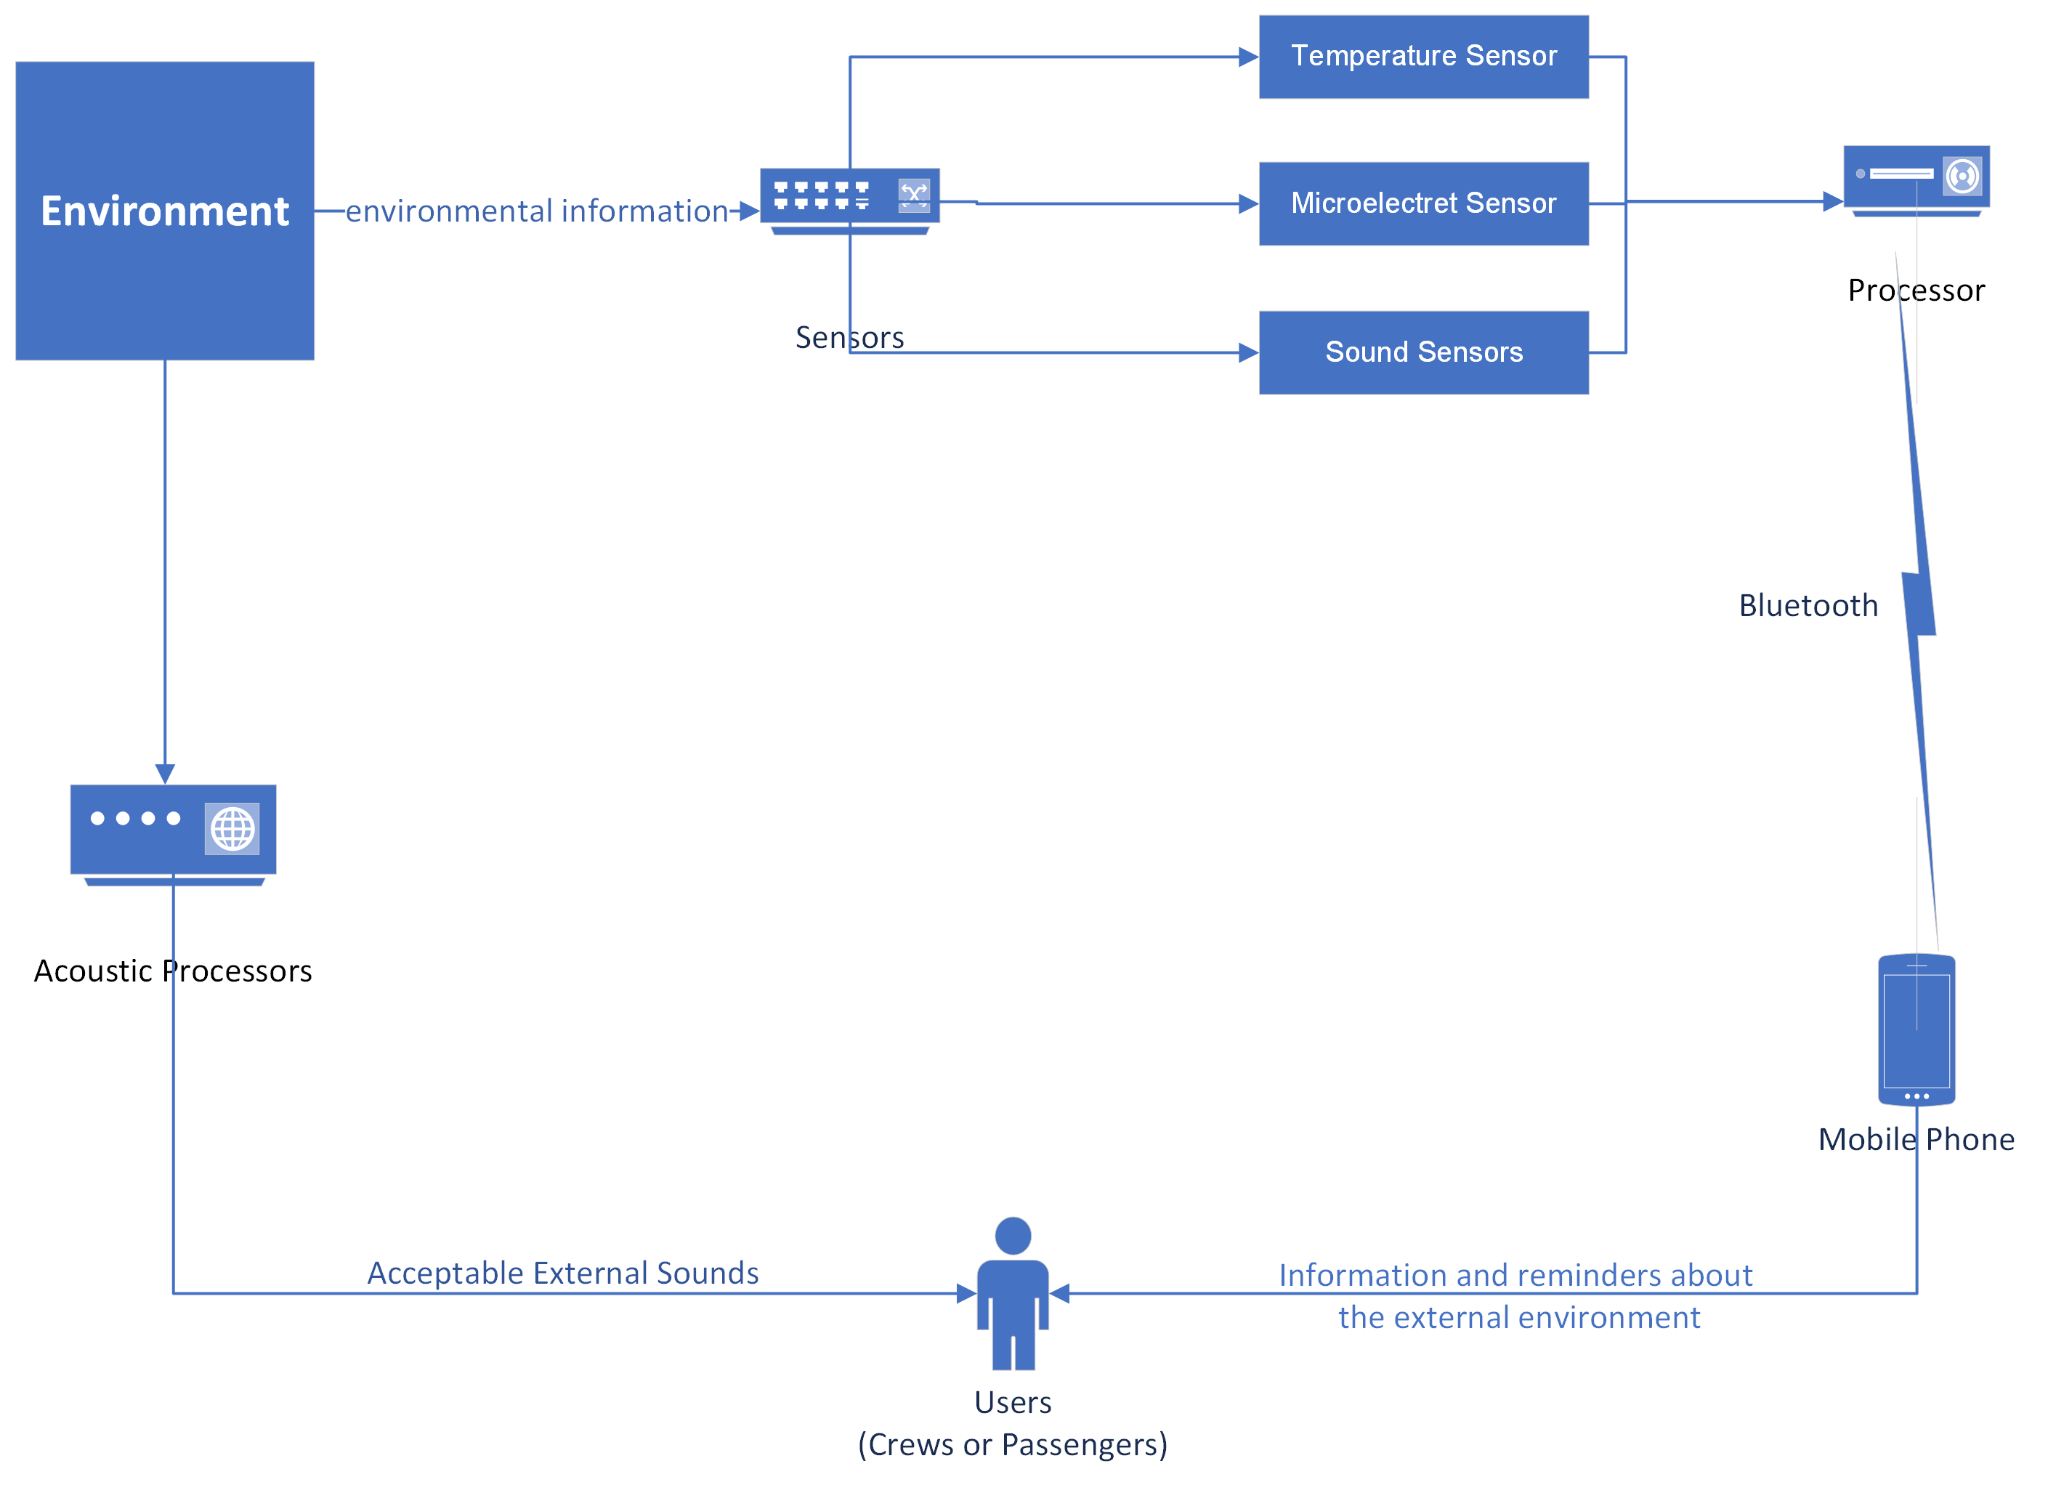 Temperature Sensor
Environment
environmental information
Microelectret Sensor
Processor
Sensors
Sound Sensors
Bluetooth
Acoustic Processors
Mobile Phone
Acceptable External Sounds
Information and reminders about
the external environment
Users
(Crews or Passengers)